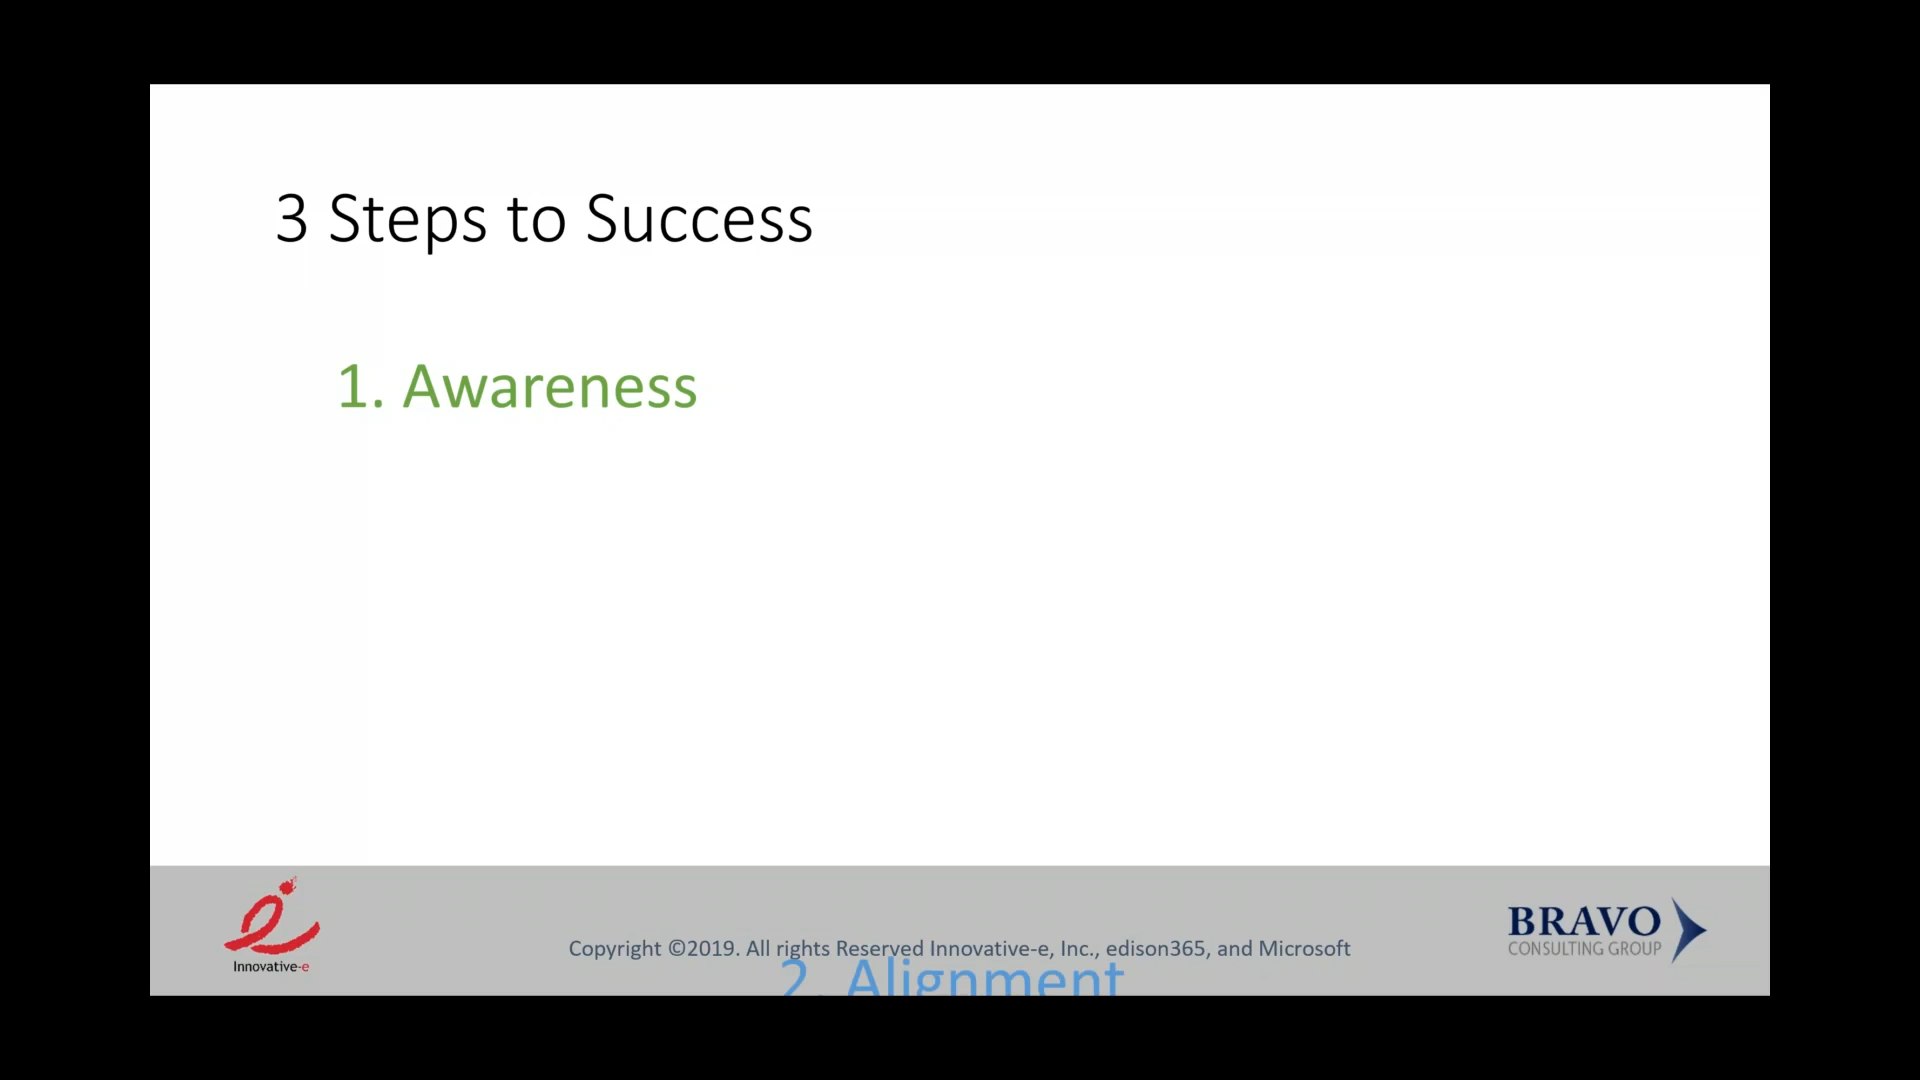 3 Steps to Success
1. Awareness
Innovative-e
Copyright ©2019. All rights Reserved Innovative-e, Inc., edison365, and Microsoft
BRAVO
CONSULTING GROUP
2. Alignment